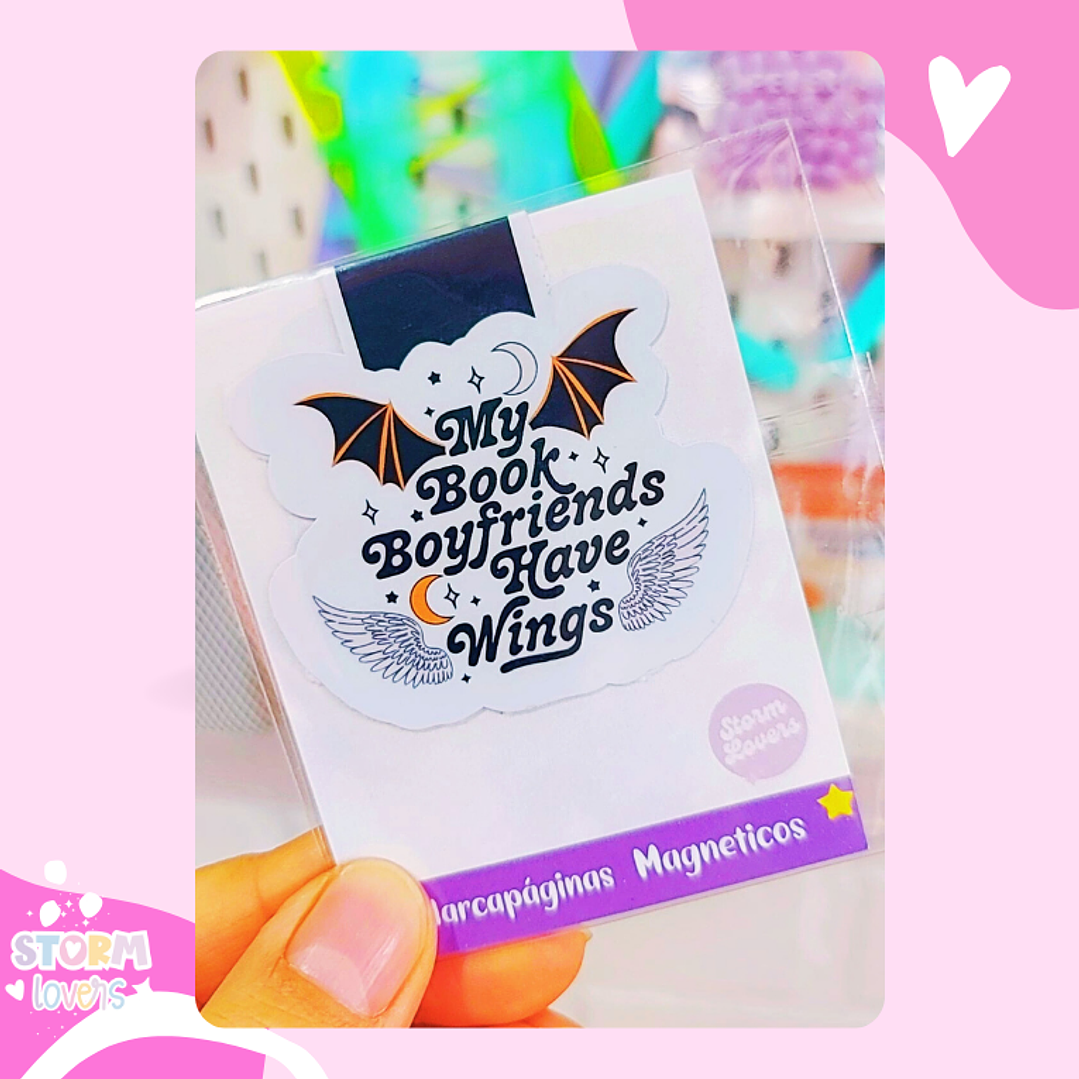 My
Book
Boyfriends
Have
Wings
Storm
Lovers
arcapáginas Magneticos
STORM
lovers